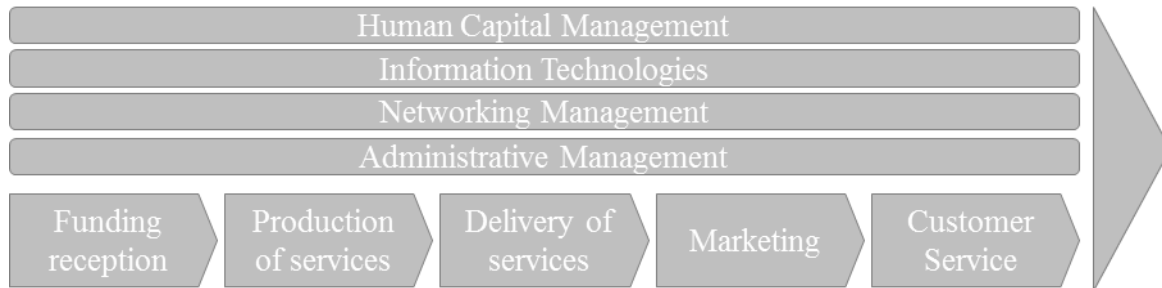 Human Capital Management
Information Technologies
Networking Management
Administrative Management
Funding
reception
Production
of services
Delivery of
services
Marketing
Customer
Service